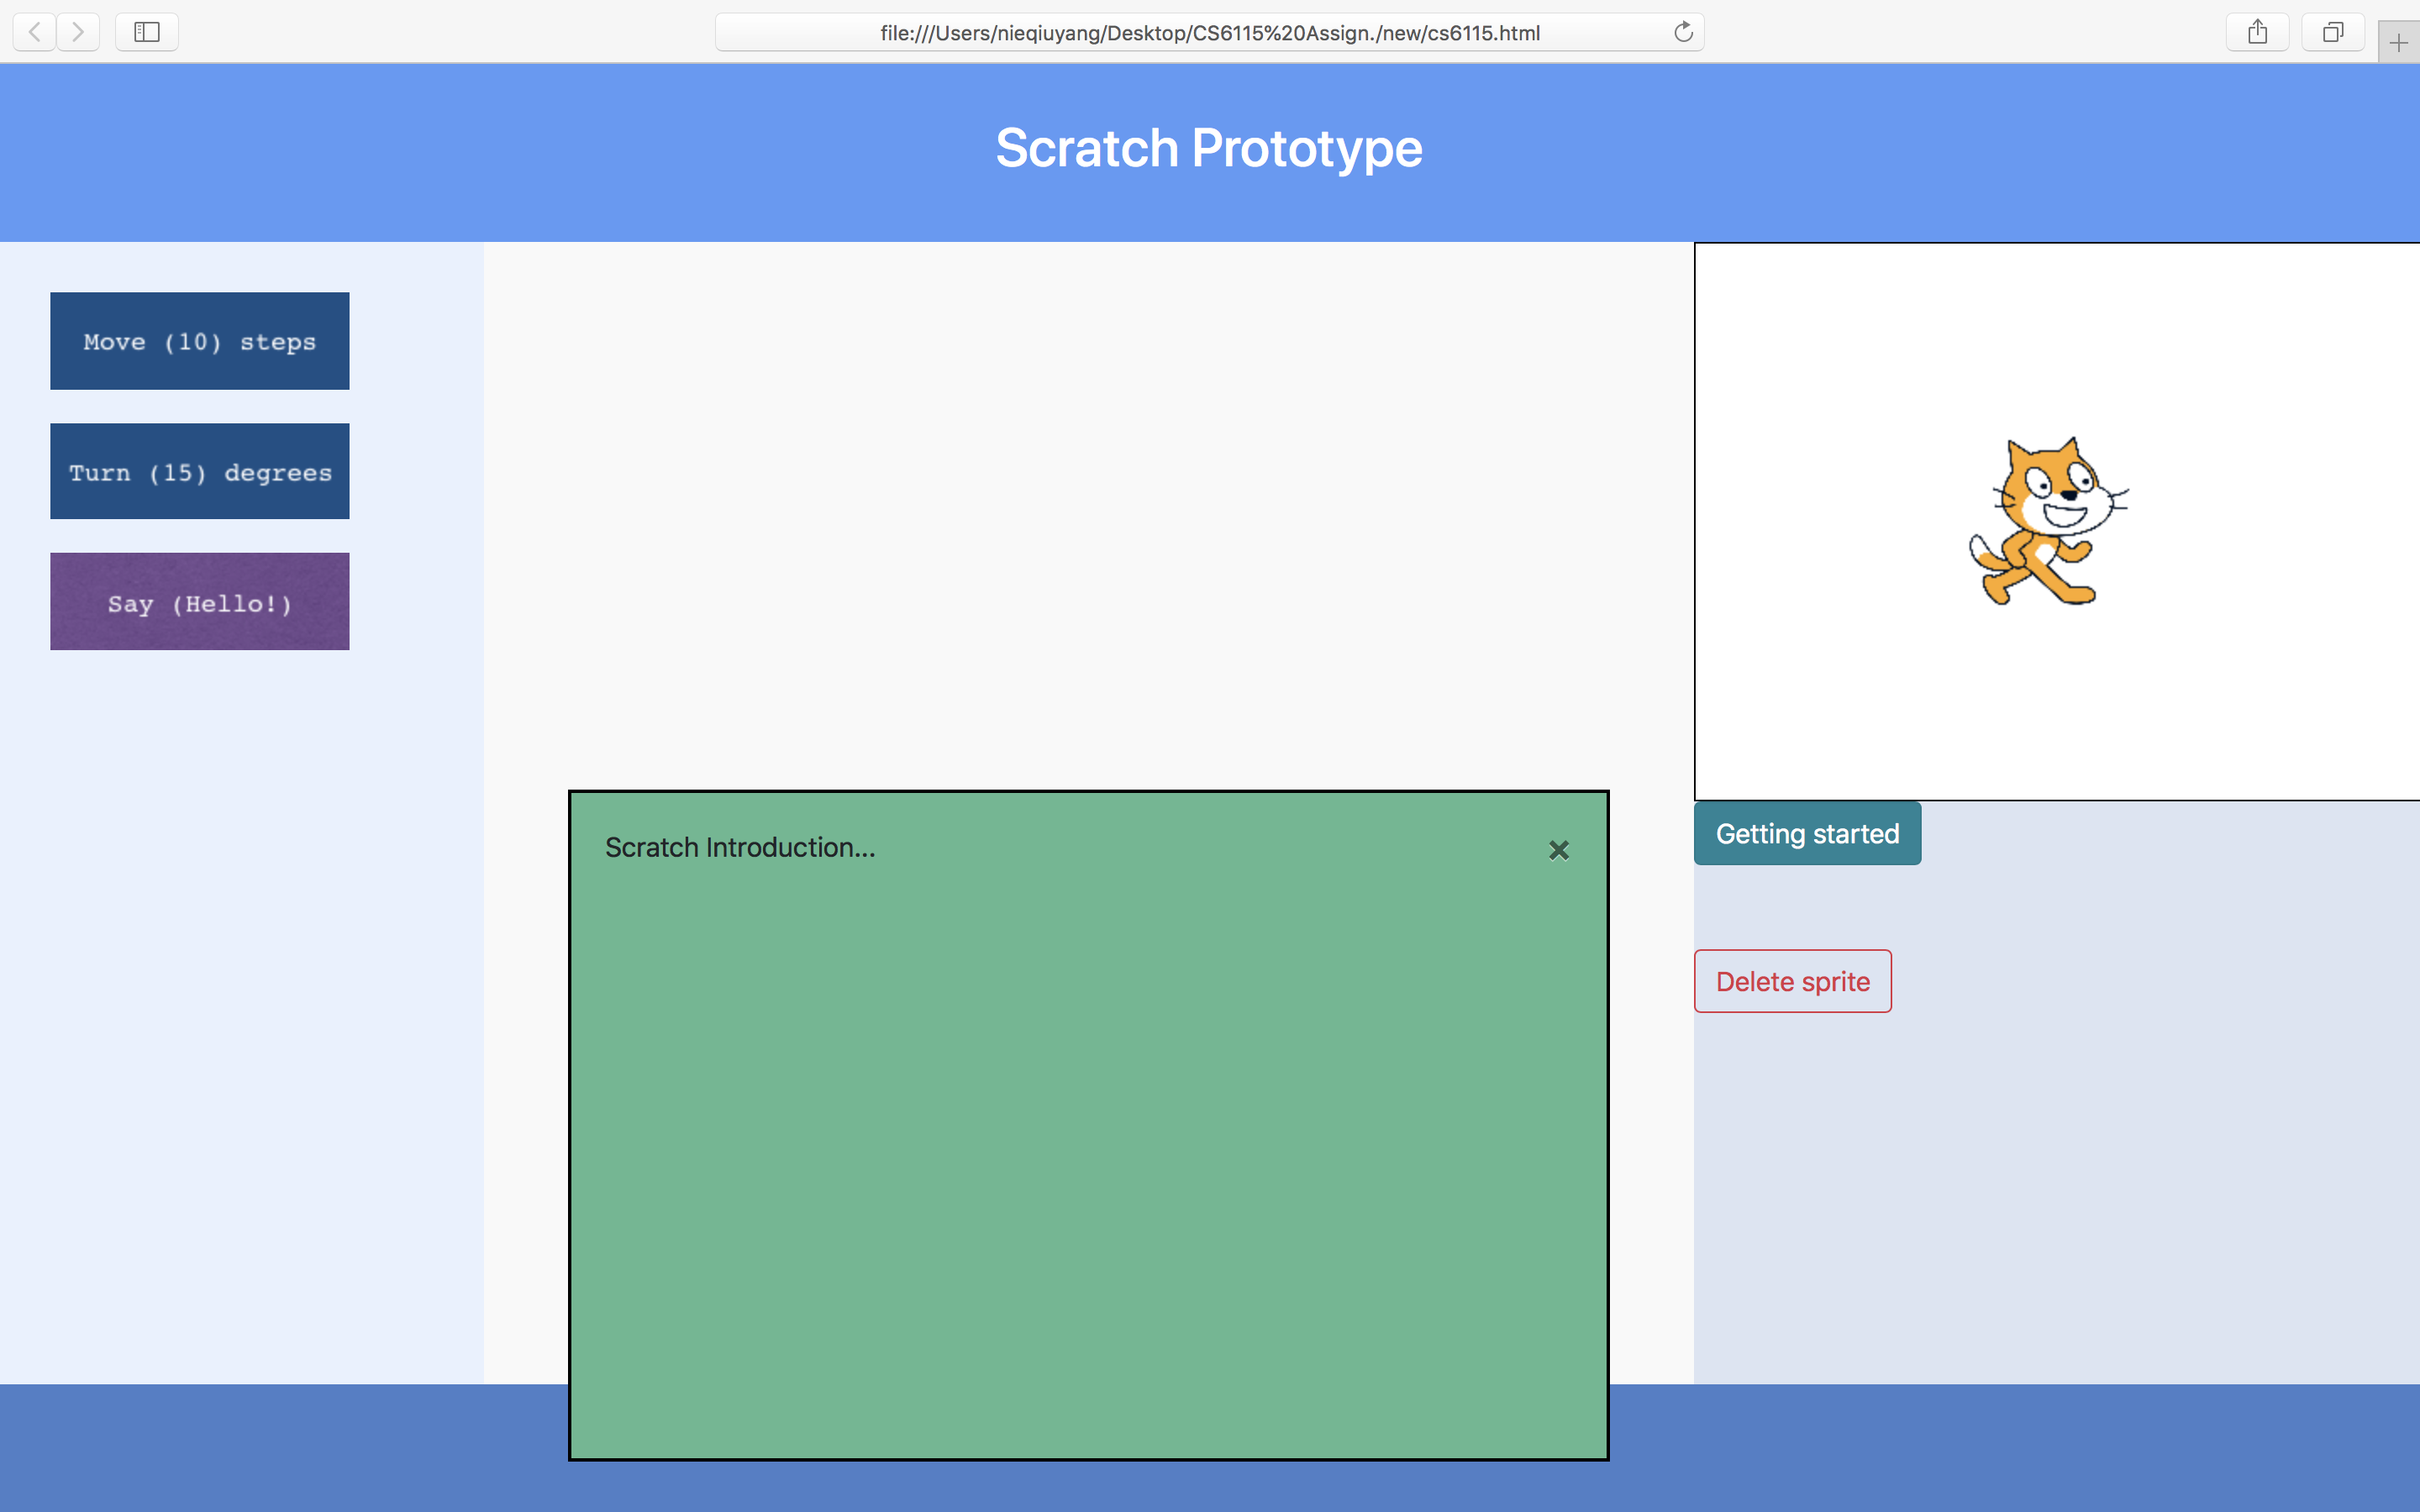 file:///Users/nieqiuyang/Desktop/CS6115%20Assign./new/cs6115.html
Scratch Prototype
Move (10) steps
Turn (15) degrees
Say (Hello!)
Scratch Introduction...
Getting started
Delete sprite